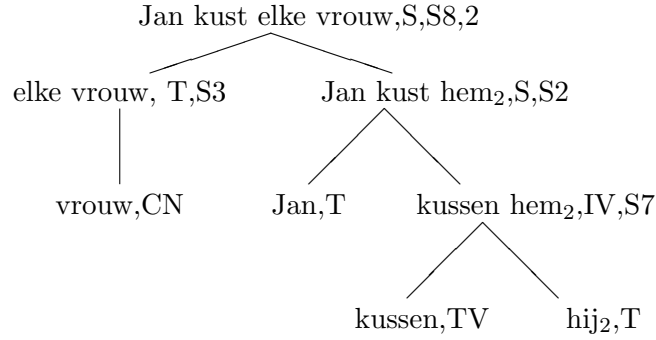 Jan kust elke vrouw,S,S8,2
elke vrouw, T,S3 Jan kust hem₂,S,S2
vrouw,CN Jan,T kussen hem₂,IV,S7
kussen,TV hij₂,T